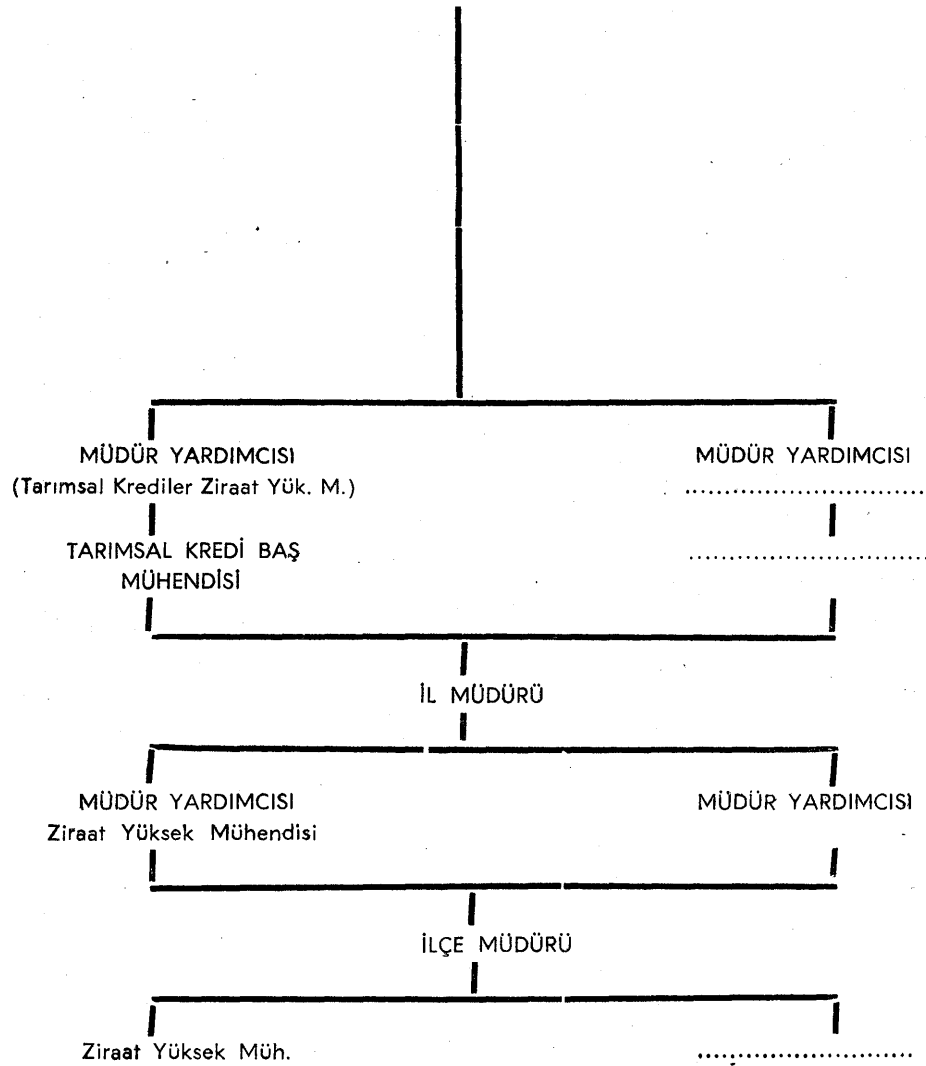 MÜDÜR YARDIMCISI
MÜDÜR YARDIMCISI
(Tarımsal Krediler Ziraat Yük. M.)
..............................
TARIMSAL KREDİ BAŞ
..............................
MÜHENDİSİ
İL MÜDÜRÜ
MÜDÜR YARDIMCISI
MÜDÜR YARDIMCISI
Ziraat Yüksek Mühendisi
İLÇE MÜDÜRÜ
Ziraat Yüksek Müh.
..............................